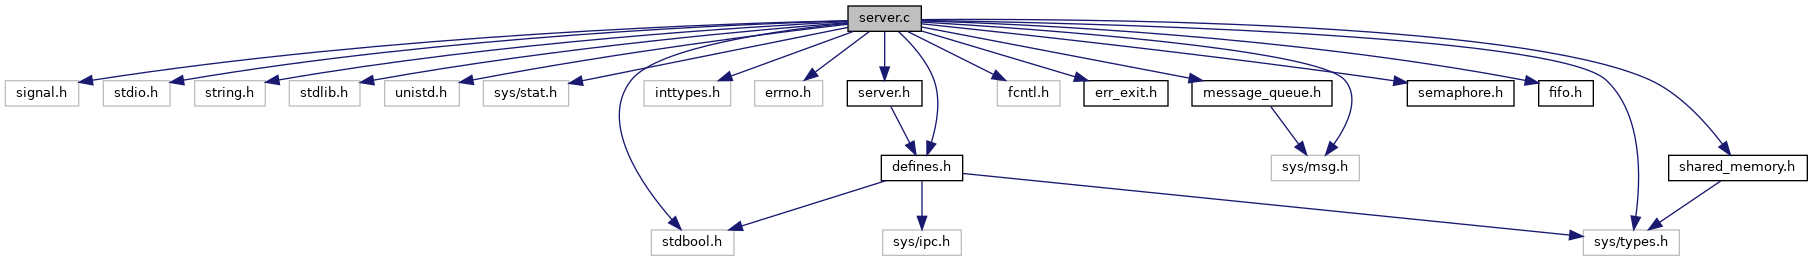 server.c
signal.h
stdio.h
string.h
stdlib.h
unistd.h
sys/stat.h
inttypes.h
errno.h
server.h
fcntl.h
err_exit.h
message_queue.h
semaphore.h
fifo.h
defines.h
sys/msg.h
shared_memory.h
stdbool.h
sys/ipc.h
sys/types.h